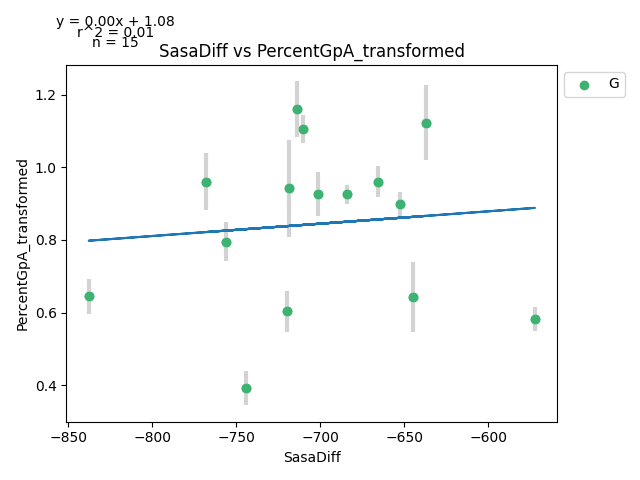 y = 0.00x + 1.08
r^2 = 0.01
n = 15
SasaDiff vs PercentGpA_transformed
G
1.2
1.0
0.8
0.6
0.4
PercentGpA_transformed
−850 −800 −750 −700 −650 −600
SasaDiff